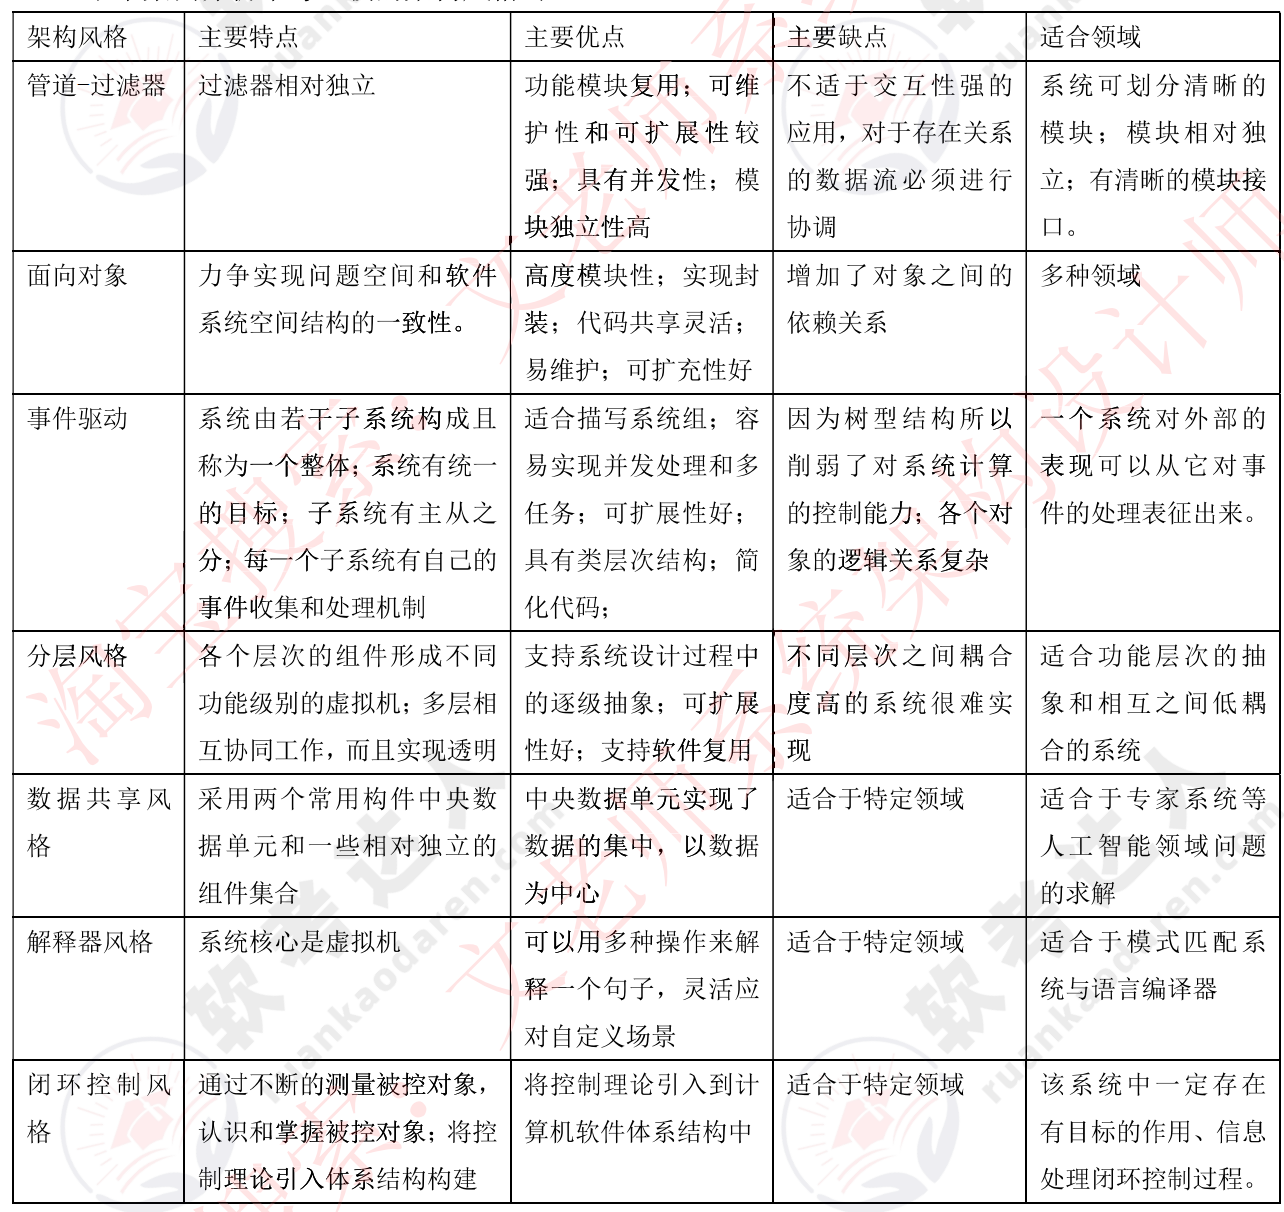 架构风格 主要特点 主要优点 主要缺点 适合领域
管道-过滤器 过滤器相对独立 功能模块复用；可维 不适于交互性强的 系统可划分清晰的
护性和可扩展性较 应用，对于存在关系 模块；模块相对独
强；具有并发性；模 的数据流必须进行 立；有清晰的模块接
块独立性高 协调 口。
面向对象 力争实现问题空间和软件 高度模块性；实现封 增加了对象之间的 多种领域
系统空间结构的一致性。 装；代码共享灵活； 依赖关系
易维护；可扩充性好
事件驱动 系统由若干子系统构成且 适合描写系统组；容 因为树型结构所以 一个系统对外部的
称为一个整体；系统有统一 易实现并发处理和多 削弱了对系统计算 表现可以从它对事
的目标；子系统有主从之 任务；可扩展性好； 的控制能力；各个对 件的处理表征出来。
分；每一个子系统有自己的 具有类层次结构；简 象的逻辑关系复杂
事件收集和处理机制 化代码；
分层风格 各个层次的组件形成不同 支持系统设计过程中 不同层次之间耦合 适合功能层次的抽
功能级别的虚拟机；多层相 的逐级抽象；可扩展 度高的系统很难实 象和相互之间低耦
互协同工作，而且实现透明 性好；支持软件复用 现 合的系统
数据共享风 采用两个常用构件中央数 中央数据单元实现了 适合于特定领域 适合于专家系统等
格 据单元和一些相对独立的 数据的集中，以数据 人工智能领域问题
组件集合 为中心 的求解
解释器风格 系统核心是虚拟机 可以用多种操作来解 适合于特定领域 适合于模式匹配系
释一个句子，灵活应 统与语言编译器
对自定义场景
闭环控制风 通过不断的测量被控对象， 将控制理论引入到计 适合于特定领域 该系统中一定存在
格 认识和掌握被控对象；将控 算机软件体系结构中 有目标的作用、信息
制理论引入体系结构构建 处理闭环控制过程。
淘宝搜索：文老师系统架构设计师
软考达人
ruankaodaren.com
软考达人
ruankaodaren.com